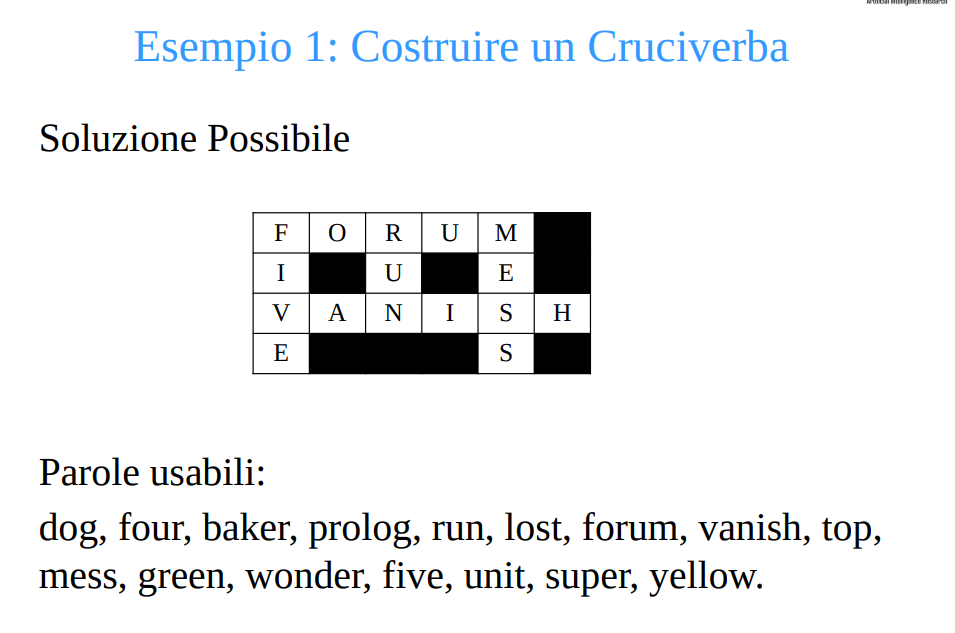 Artificial Intelligence Research
Esempio 1: Costruire un Cruciverba
Soluzione Possibile
F O R U M
I U E
V A N I S H
E S
Parole usabili:
dog, four, baker, prolog, run, lost, forum, vanish, top,
mess, green, wonder, five, unit, super, yellow.